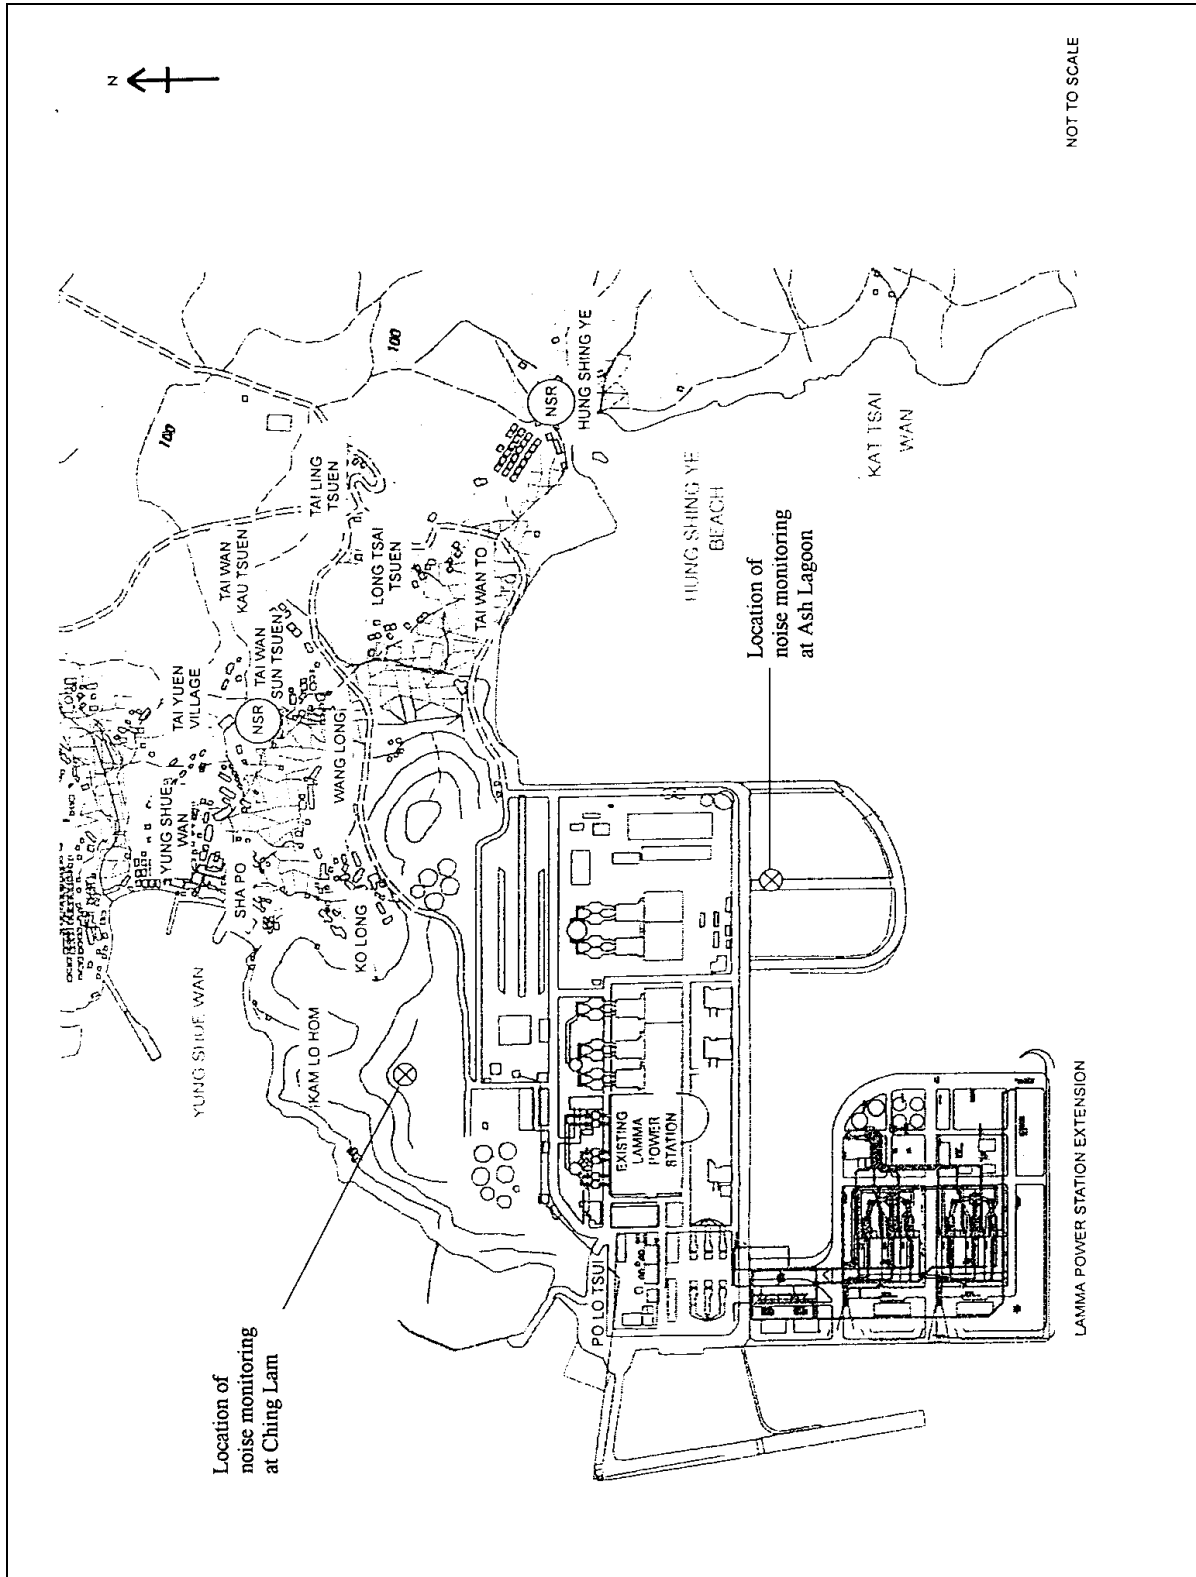 N
NOT TO SCALE
100
100
TAI LING
TSUEN
TAI WAN
KAU TSUEN
LONG TSAI
TSUEN
TAI WAN TO
NSR
HUNG SHING YE
KAT TSAI
WAN
HUNG SHING YE
BEACH
TAI YUEN
VILLAGE
TAI WAN
SUN TSUEN
NSR
WANG LONG
YUNG SHUE
WAN
SHA PO
KO LONG
YUNG SHUE WAN
KAM LO HOM
Location of
noise monitoring
at Ash Lagoon
EXISTING
LAMMA
POWER
STATION
PO LO TSUI
LAMMA POWER STATION EXTENSION
Location of
noise monitoring
at Ching Lam